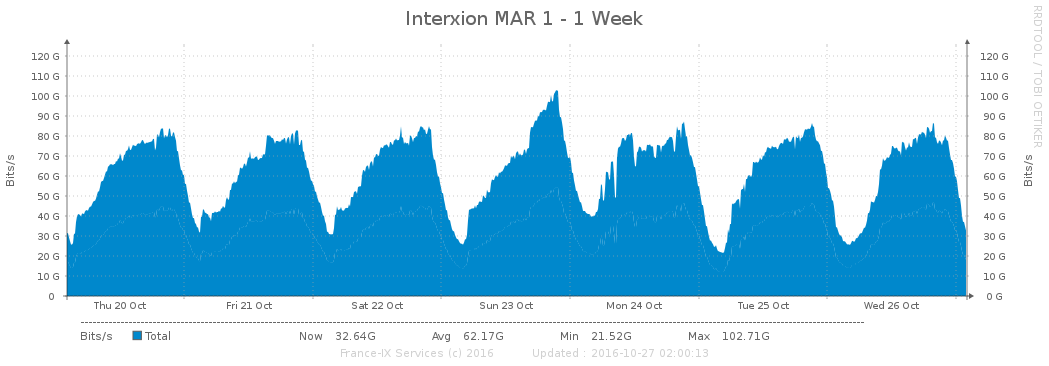 Interxion MAR 1 - 1 Week
RRDTOOL / TOBI OETIKER
Bits/s
120 G 120 G
110 G 110 G
100 G 100 G
90 G 90 G
80 G 80 G
70 G 70 G
60 G 60 G
50 G 50 G
40 G 40 G
30 G 30 G
20 G 20 G
10 G 10 G
0 0 G
Bits/s
Thu 20 Oct Fri 21 Oct Sat 22 Oct Sun 23 Oct Mon 24 Oct Tue 25 Oct Wed 26 Oct
Bits/s Total Now 32.64G Avg 62.17G Min 21.52G Max 102.71G
France-IX Services (c) 2016 Updated : 2016-10-27 02:00:13